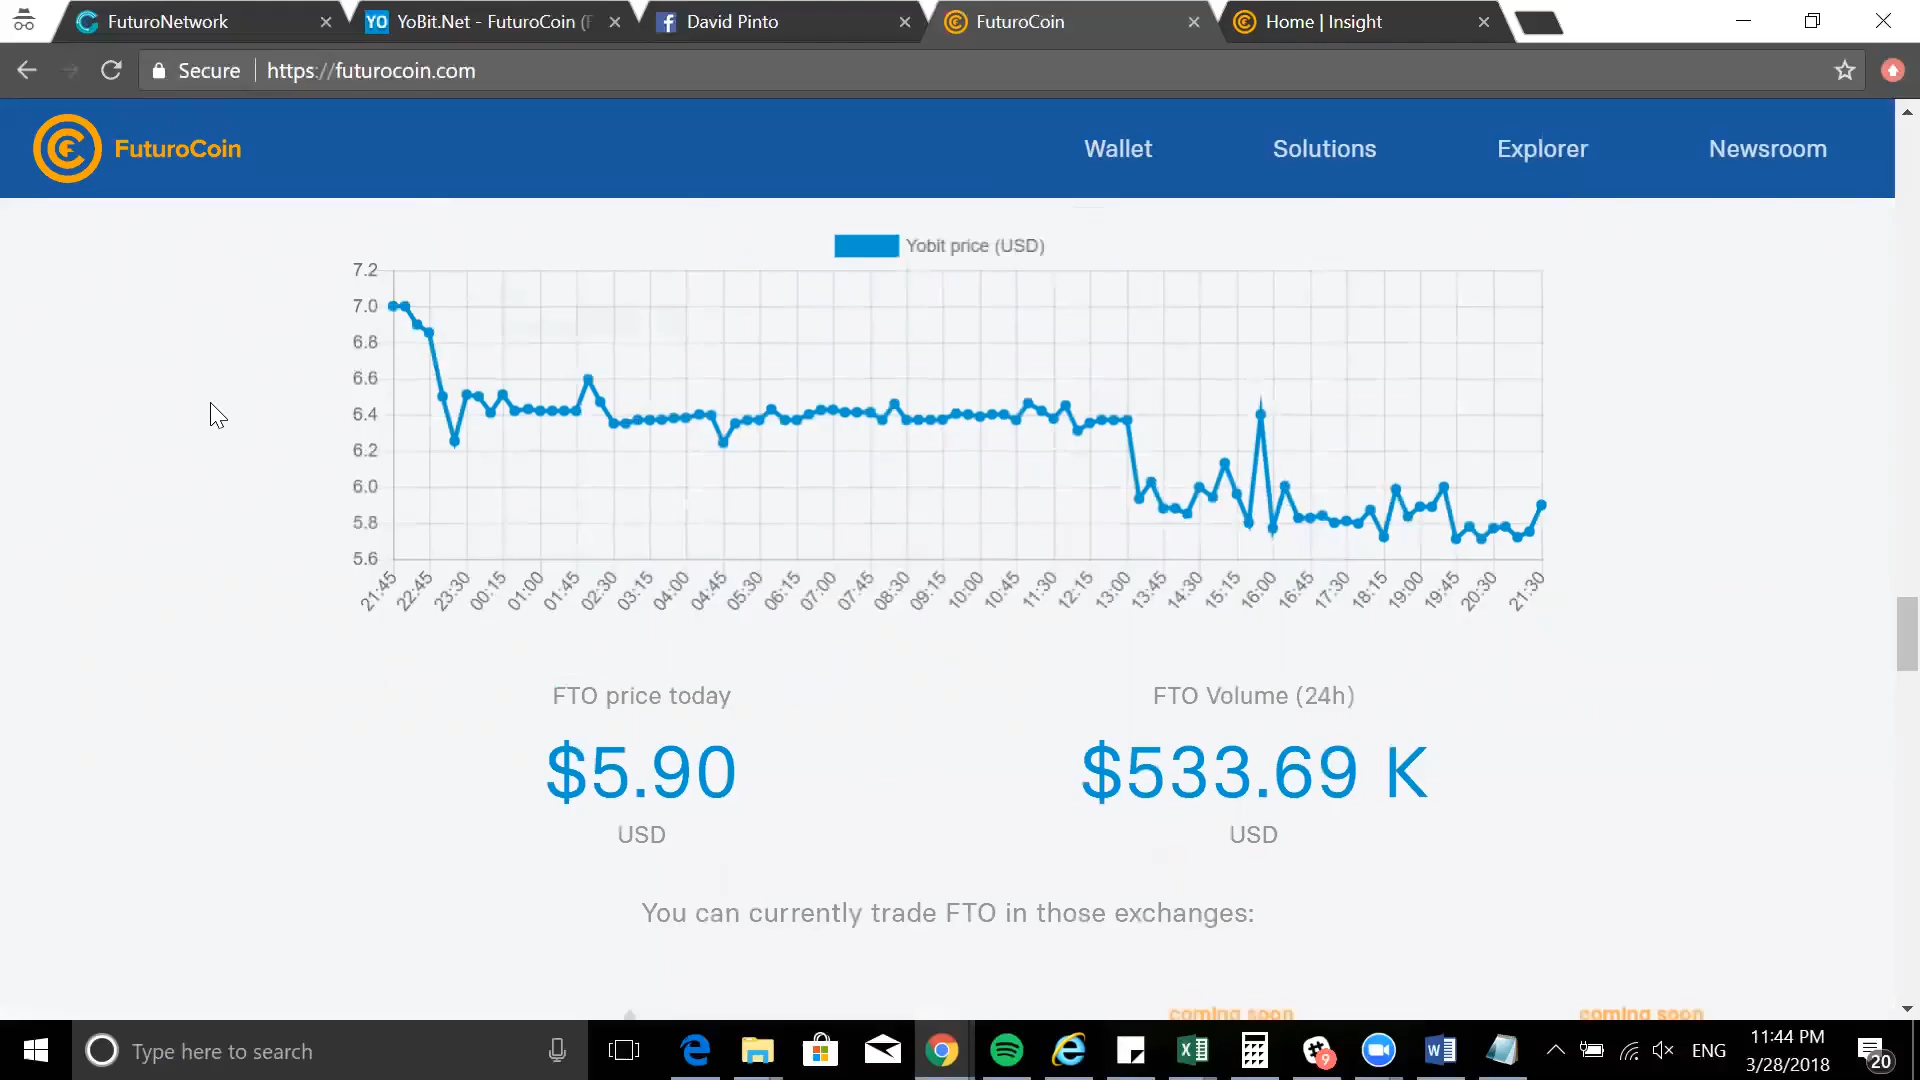 FuturoNetwork
YO YoBit.Net - FuturoCoin (F
David Pinto
FuturoCoin
Home | Insight
Secure https://futurocoin.com
FuturoCoin
Wallet
Solutions
Explorer
Newsroom
Yobit price (USD)
7.2
7.0
6.8
6.6
6.4
6.2
6.0
5.8
5.6
21:45 22:45 23:30 00:15 01:00 01:45 02:30 03:15 04:00 04:45 05:30 06:15 07:00 07:45 08:30 09:15 10:00 10:45 11:30 12:15 13:00 13:45 14:30 15:15 16:00 16:45 17:30 18:15 19:00 19:45 20:30 21:30
FTO price today
$5.90
USD
FTO Volume (24h)
$533.69 K
USD
You can currently trade FTO in those exchanges:
coming soon
coming soon
Type here to search
9
ENG
11:44 PM
3/28/2018
20